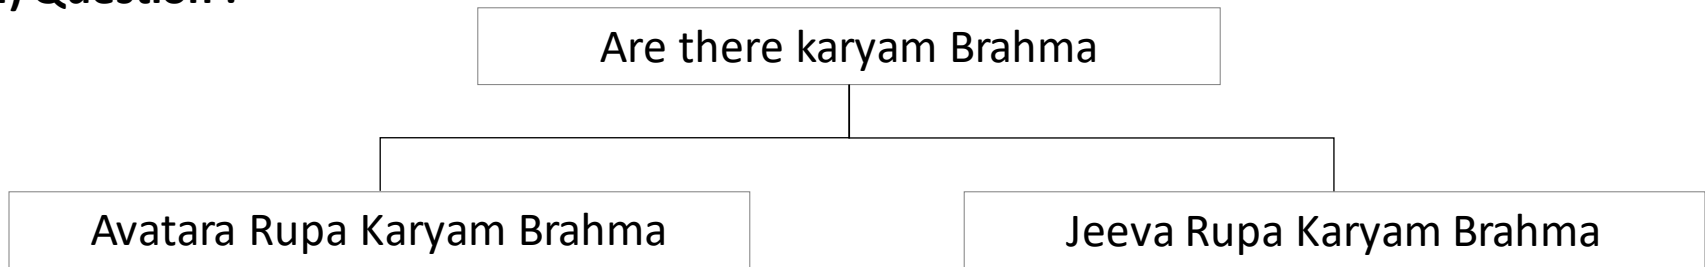 Question :
Are there karyam Brahma
Avatara Rupa Karyam Brahma
Jeeva Rupa Karyam Brahma